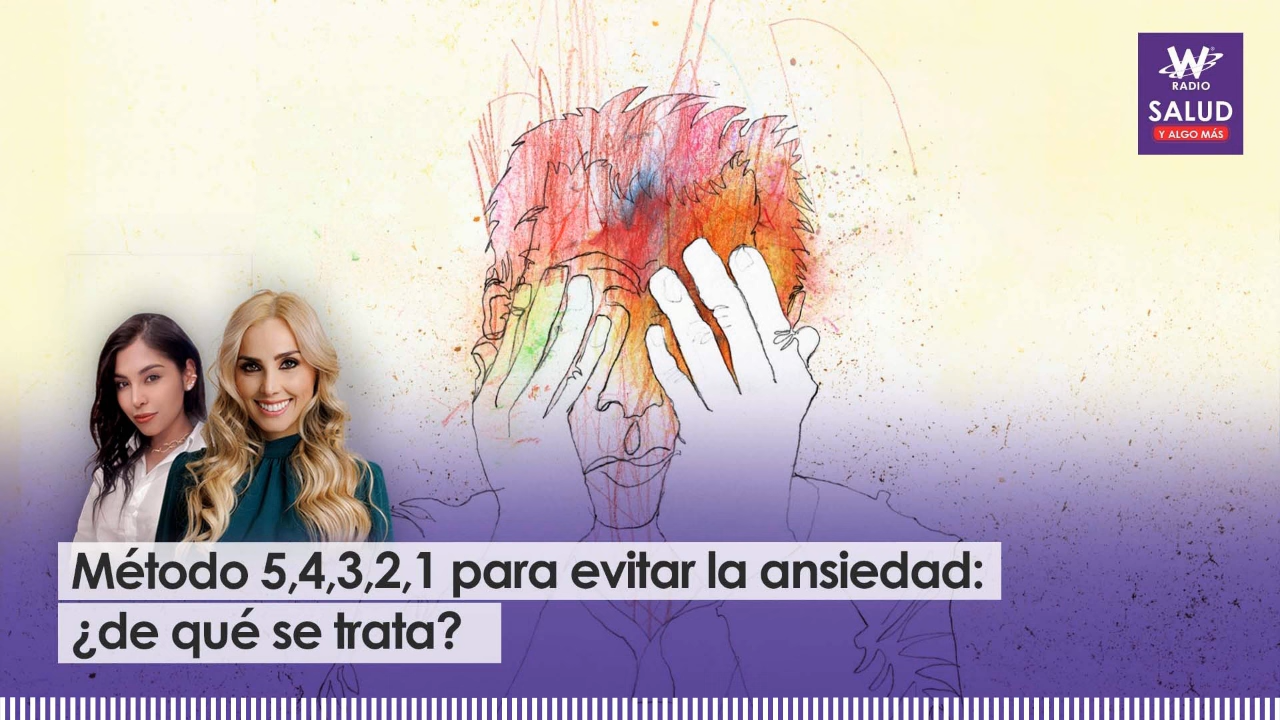 W
RADIO
SALUD
Y ALGO MÁS
Método 5,4,3,2,1 para evitar la ansiedad:
¿de qué se trata?